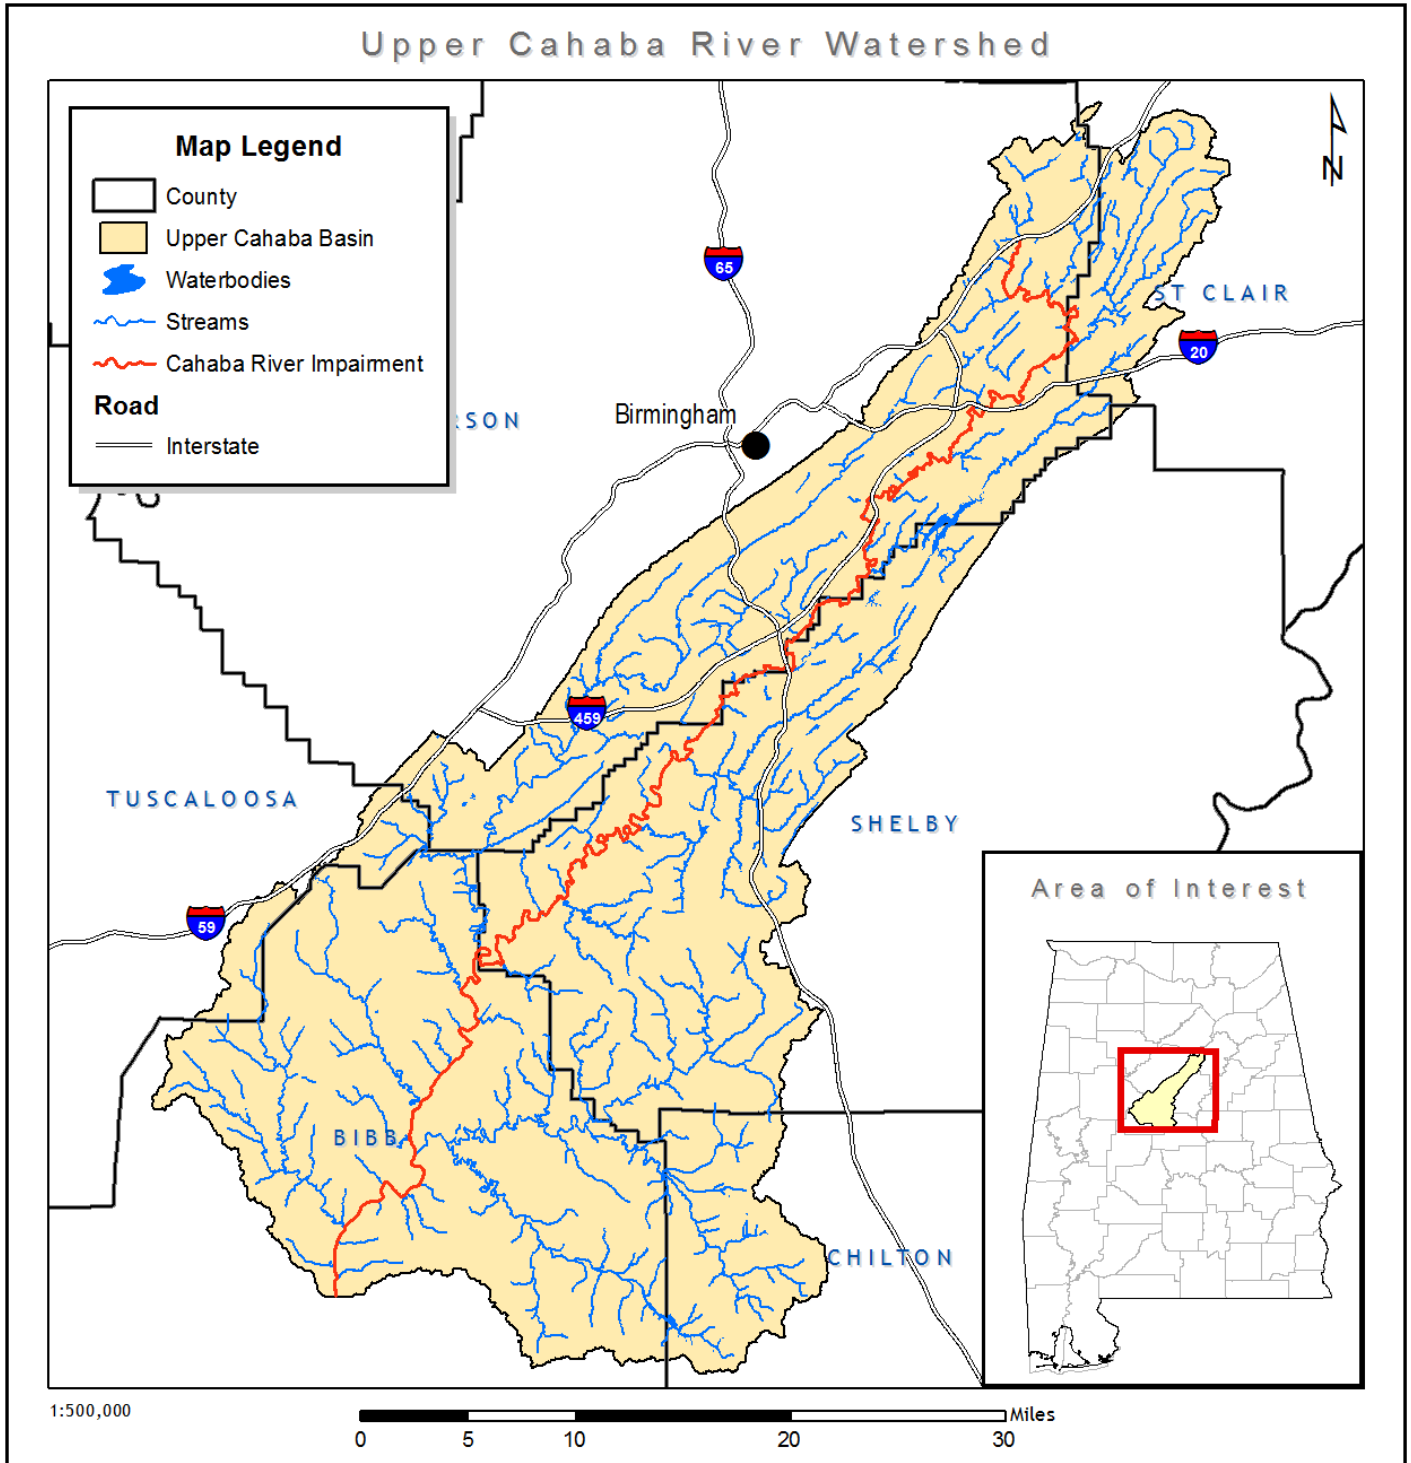 Upper Cahaba River Watershed
Map Legend
County
Upper Cahaba Basin
Waterbodies
Streams
Cahaba River Impairment
Road
Interstate
N
65
ST CLAIR
20
RSON
Birmingham
459
TUSCALOOSA
SHELBY
59
Area of Interest
BIBB
CHILTON
1:500,000
Miles
0 5 10 20 30